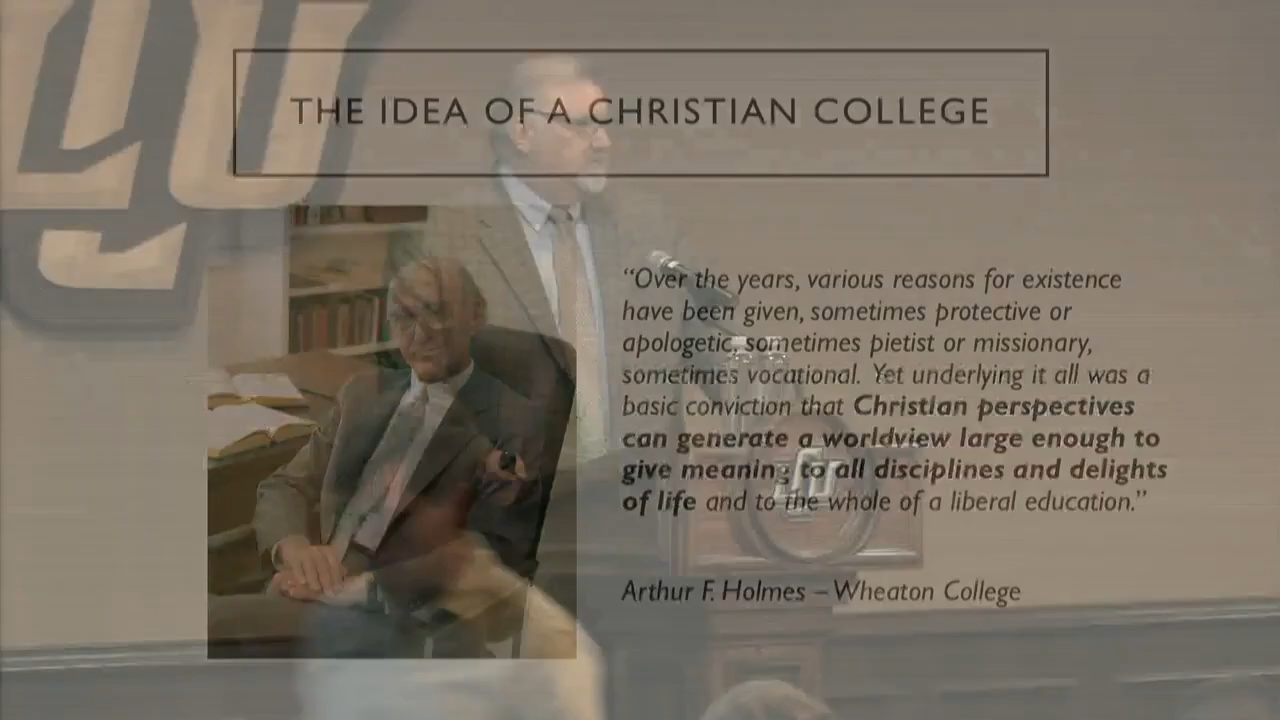 THE IDEA OF A CHRISTIAN COLLEGE
“Over the years, various reasons for existence
have been given, sometimes protective or
apologetic, sometimes pietist or missionary,
sometimes vocational. Yet underlying it all was a
basic conviction that Christian perspectives
can generate a worldview large enough to
give meaning to all disciplines and delights
of life and to the whole of a liberal education.”
Arthur F. Holmes – Wheaton College